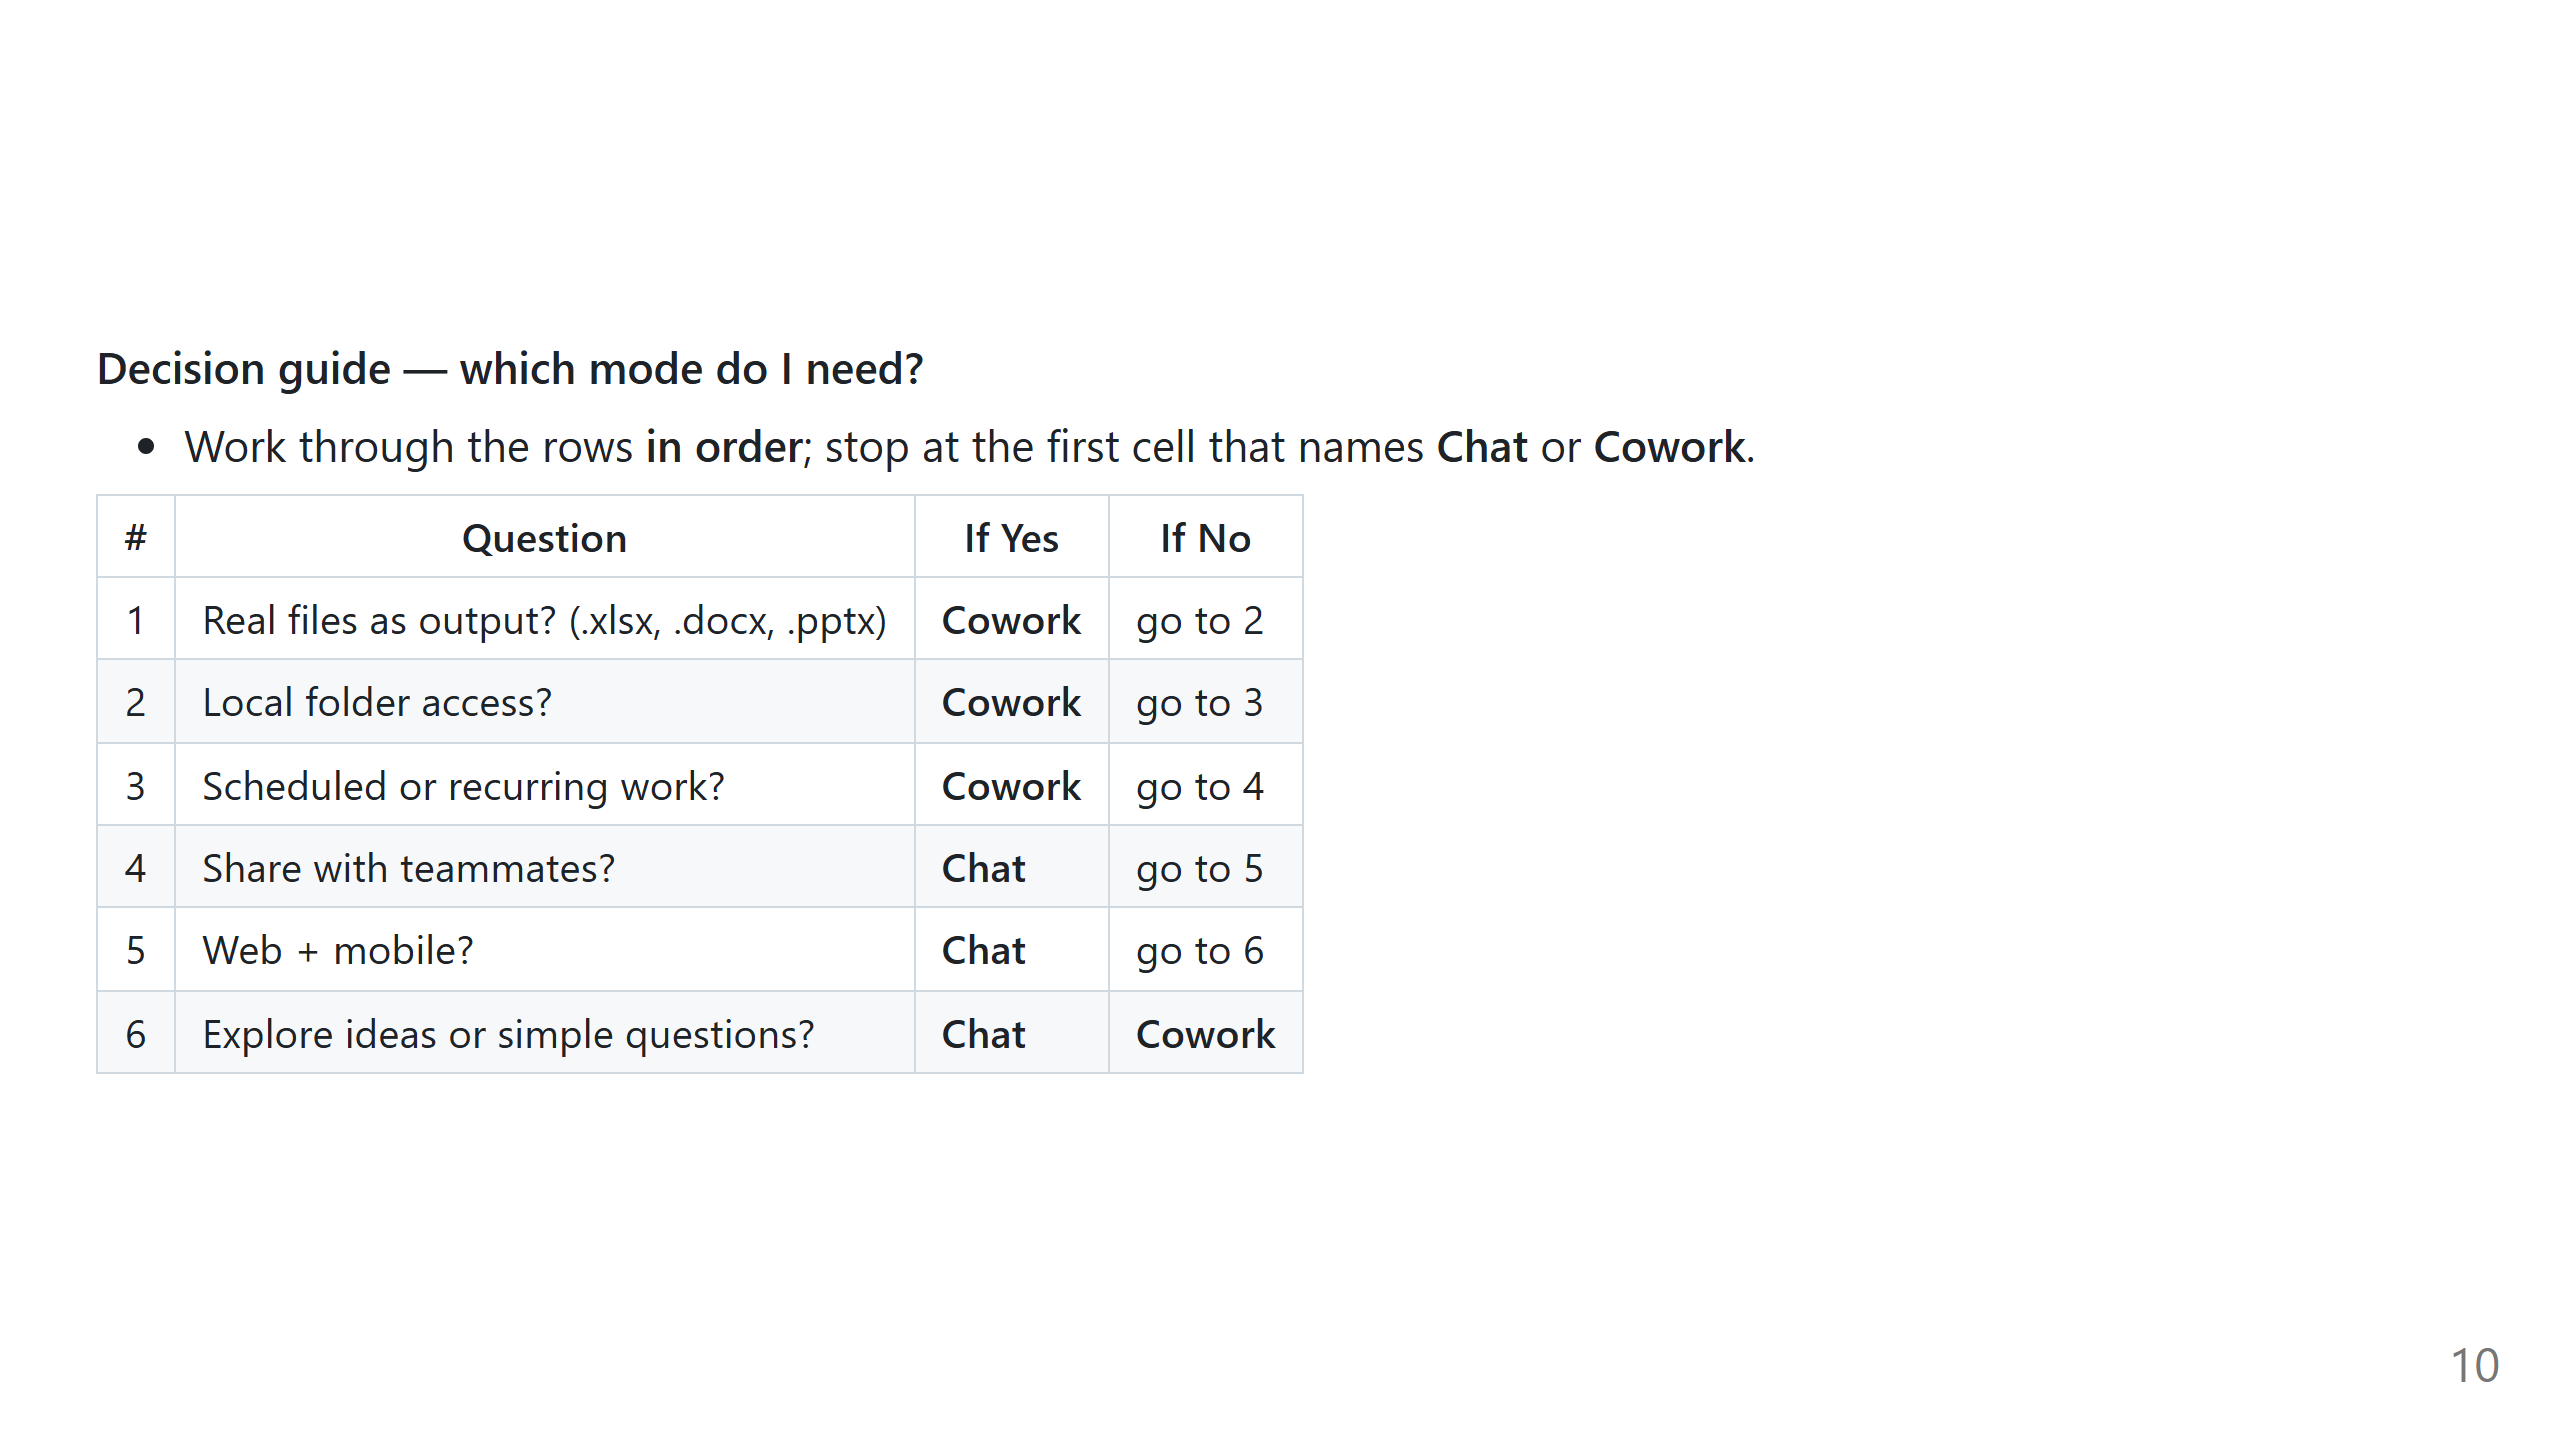 Decision guide — which mode do I need?
• Work through the rows in order; stop at the first cell that names Chat or Cowork.
# Question If Yes If No
1 Real files as output? (.xlsx, .docx, .pptx) Cowork go to 2
2 Local folder access? Cowork go to 3
3 Scheduled or recurring work? Cowork go to 4
4 Share with teammates? Chat go to 5
5 Web + mobile? Chat go to 6
6 Explore ideas or simple questions? Chat Cowork
10